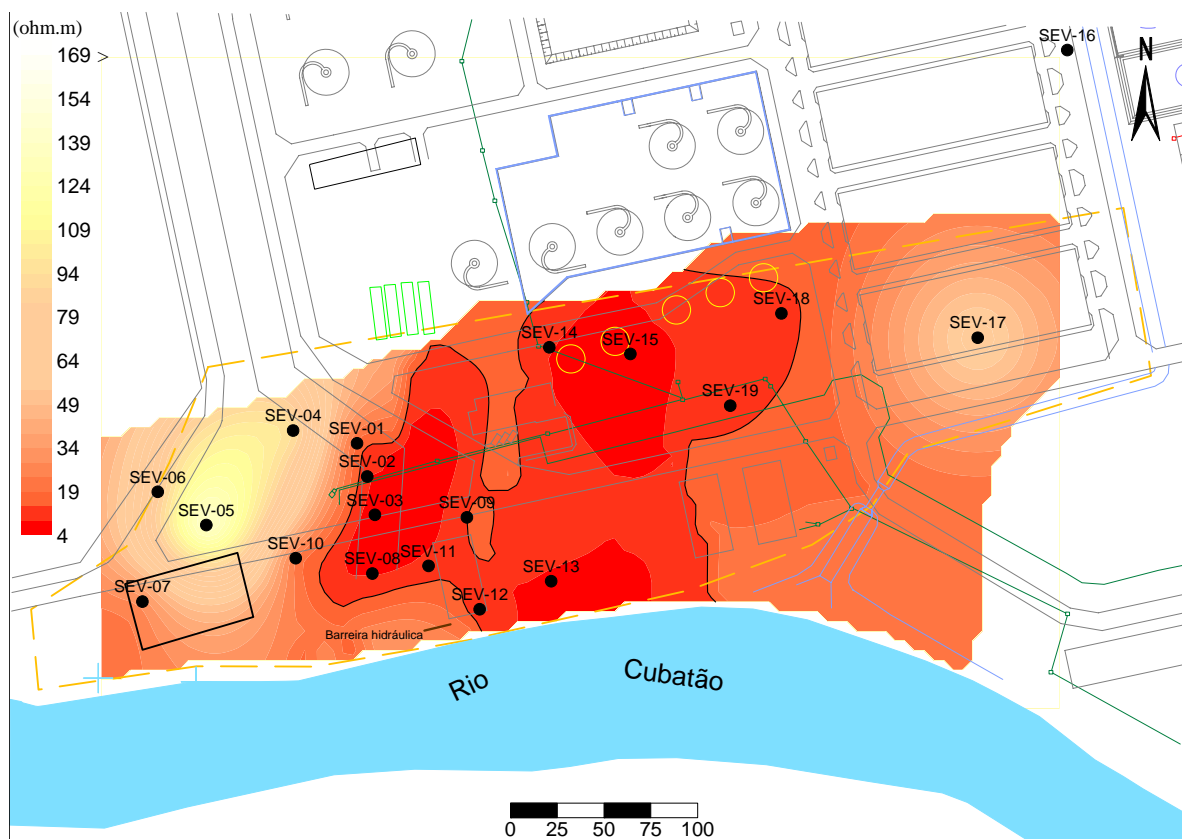 (ohm.m)
169 >
154
139
124
109
94
79
64
49
34
19
4
SEV-16
N
SEV-18
SEV-17
SEV-14
SEV-15
SEV-19
SEV-04
SEV-01
SEV-02
SEV-06
SEV-05
SEV-03
SEV-09
SEV-10
SEV-08
SEV-11
SEV-13
SEV-07
SEV-12
Barreira hidráulica
Rio Cubatão
0 25 50 75 100